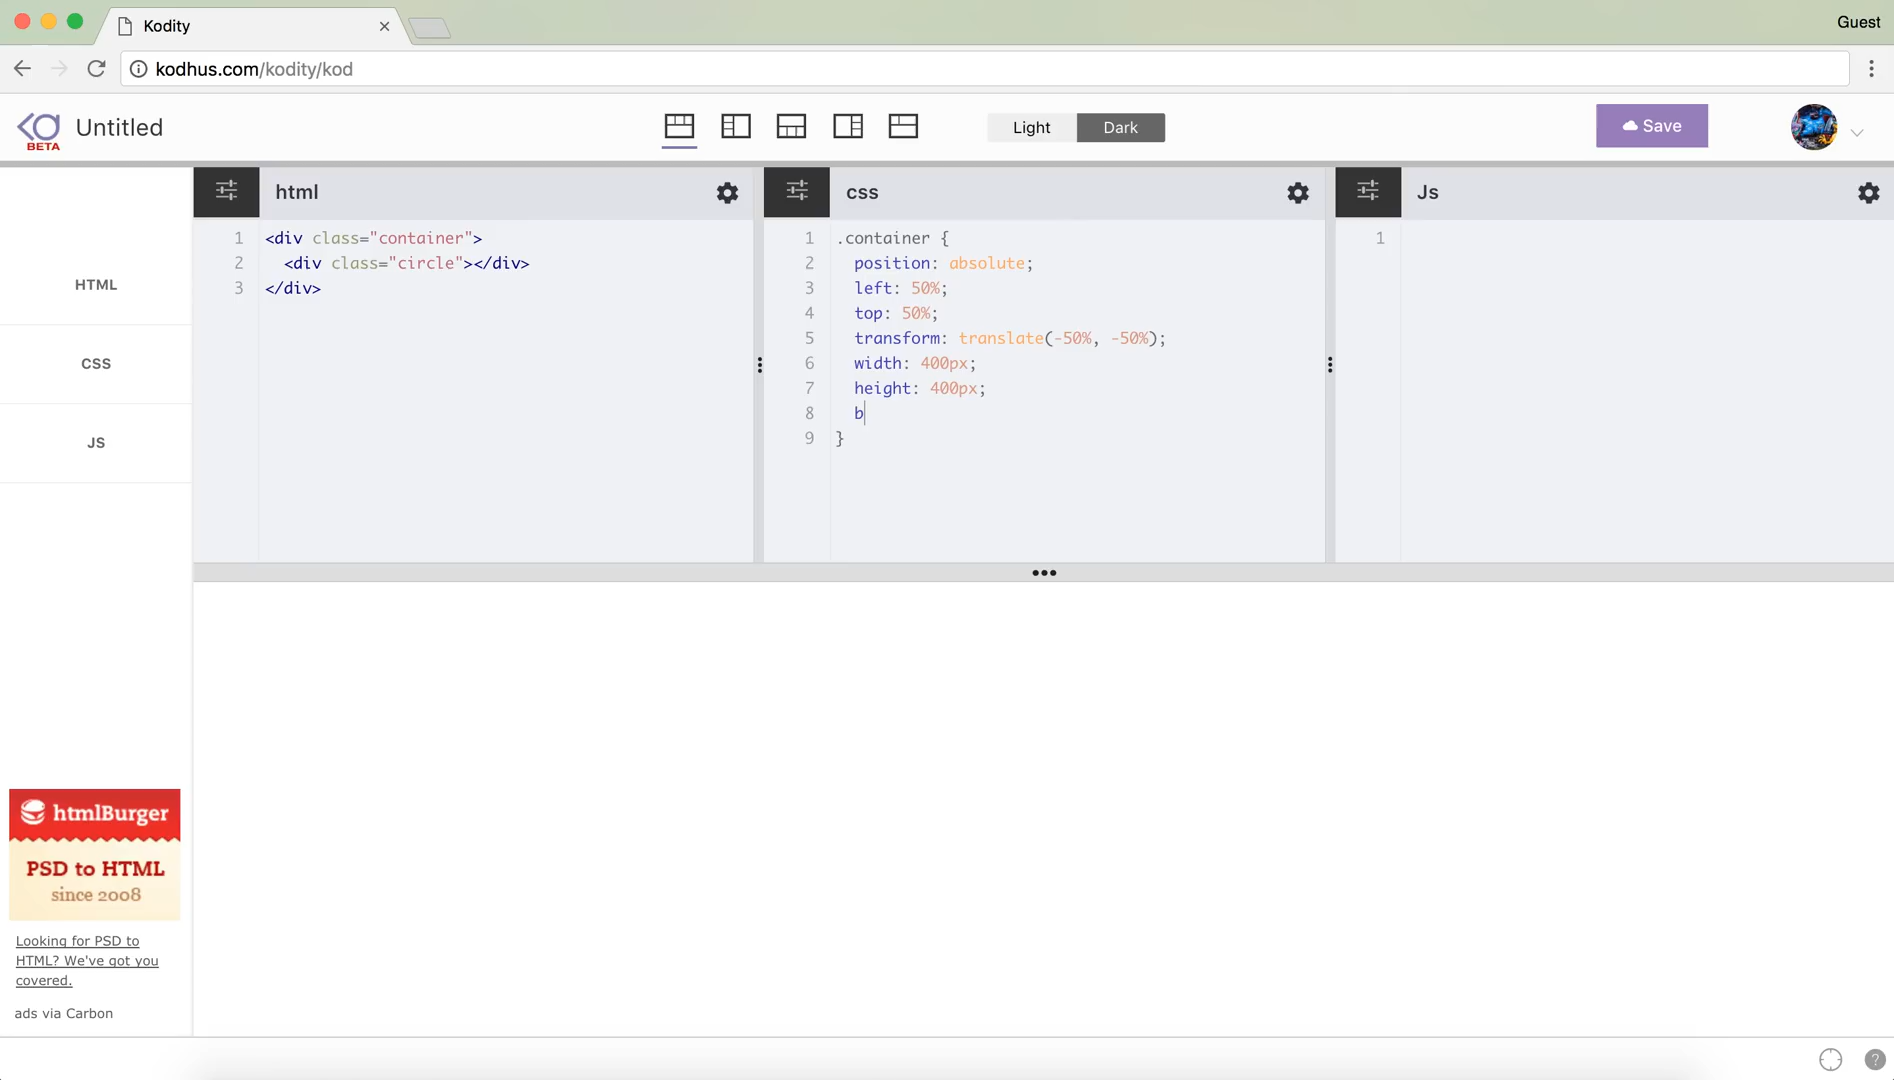 Kodity
Guest
kodhus.com/kodity/kod
BETA
Untitled
Light
Dark
Save
html
css
Js
1 <div class="container">
2 <div class="circle"></div>
3 </div>
1 .container {
2 position: absolute;
3 left: 50%;
4 top: 50%;
5 transform: translate(-50%, -50%);
6 width: 400px;
7 height: 400px;
8 b
9 }
1
HTML
CSS
JS
htmlBurger
PSD to HTML
since 2008
Looking for PSD to
HTML? We've got you
covered.
ads via Carbon
?